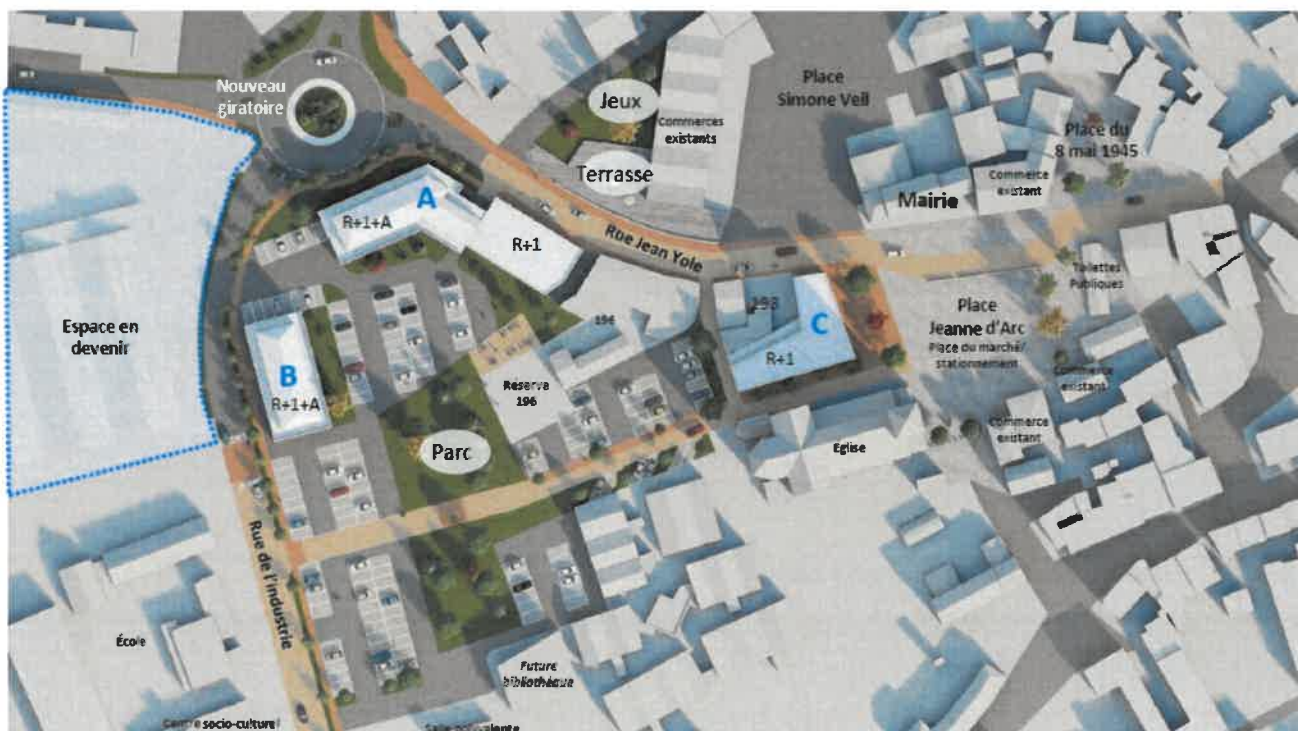 Nouveau
giratoire
Jeux
Commerces
existants
Terrasse
Place
Simone Veil
Place du
8 mai 1945
Commerce
existant
Mairie
A
R+1+A
R+1
Rue Jean Yole
Toilettes
Publiques
Espace en
devenir
B
R+1+A
196
Réserve
196
198
C
R+1
Place
Jeanne d'Arc
Place du marché/
stationnement
Commerce
existant
Commerce
existant
Eglise
Parc
Rue de l'industrie
École
Future
bibliothèque
Centre socio-culturel
Salle polyvalente